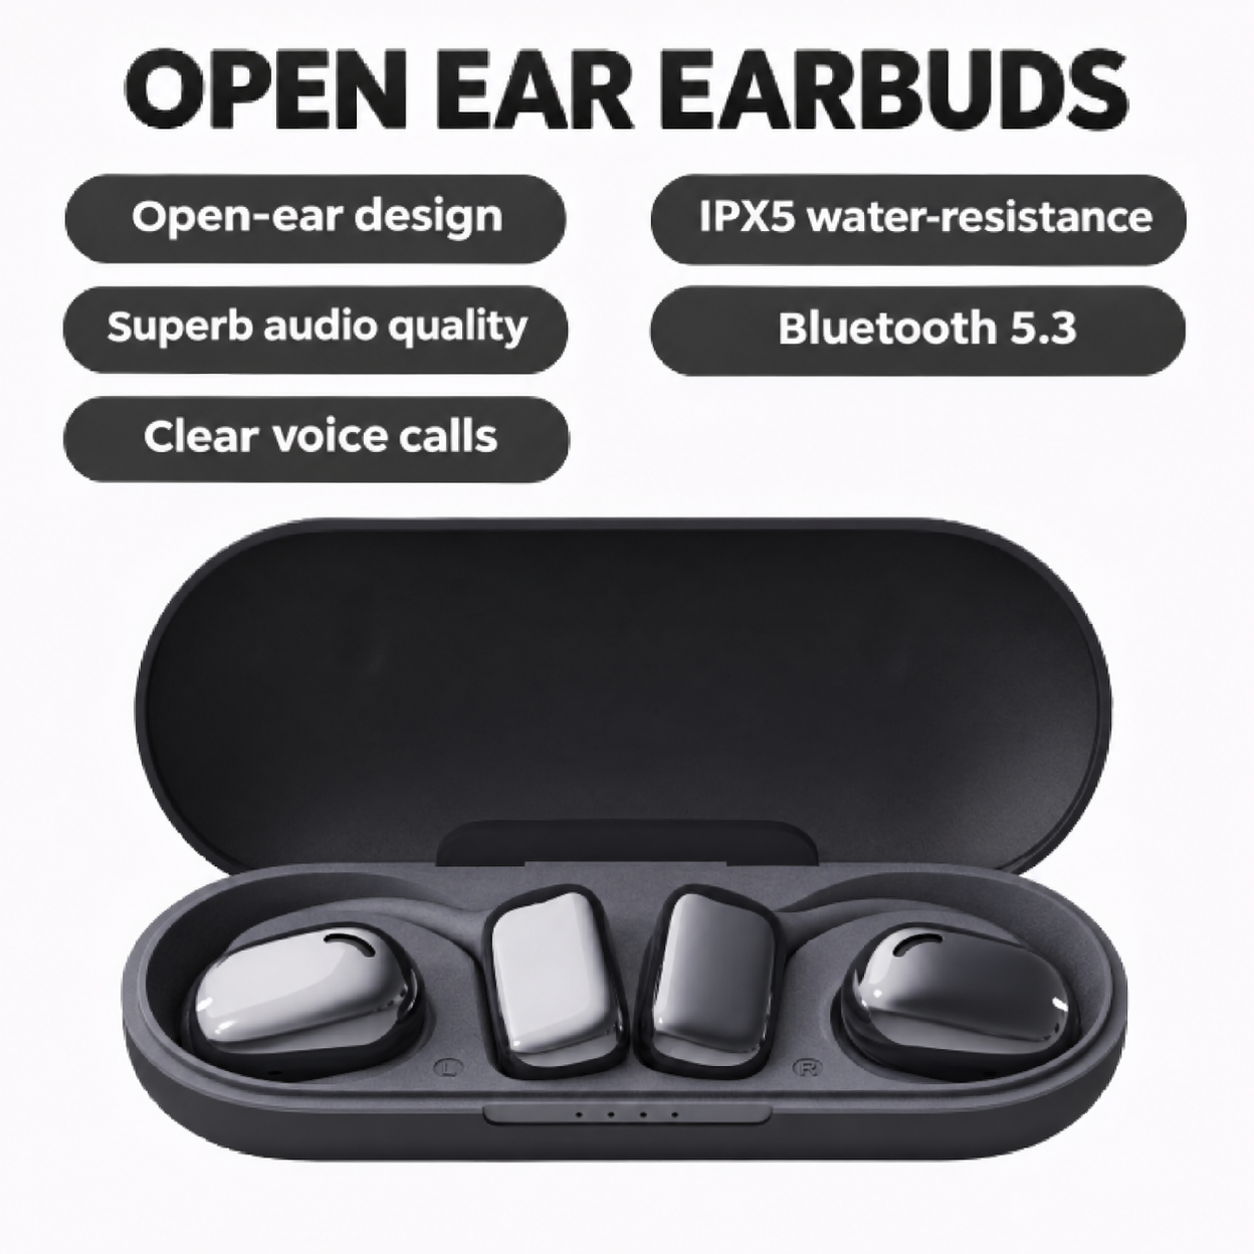 OPEN EAR EARBUDS
Open-ear design
IPX5 water-resistance
Superb audio quality
Bluetooth 5.3
Clear voice calls
L
R